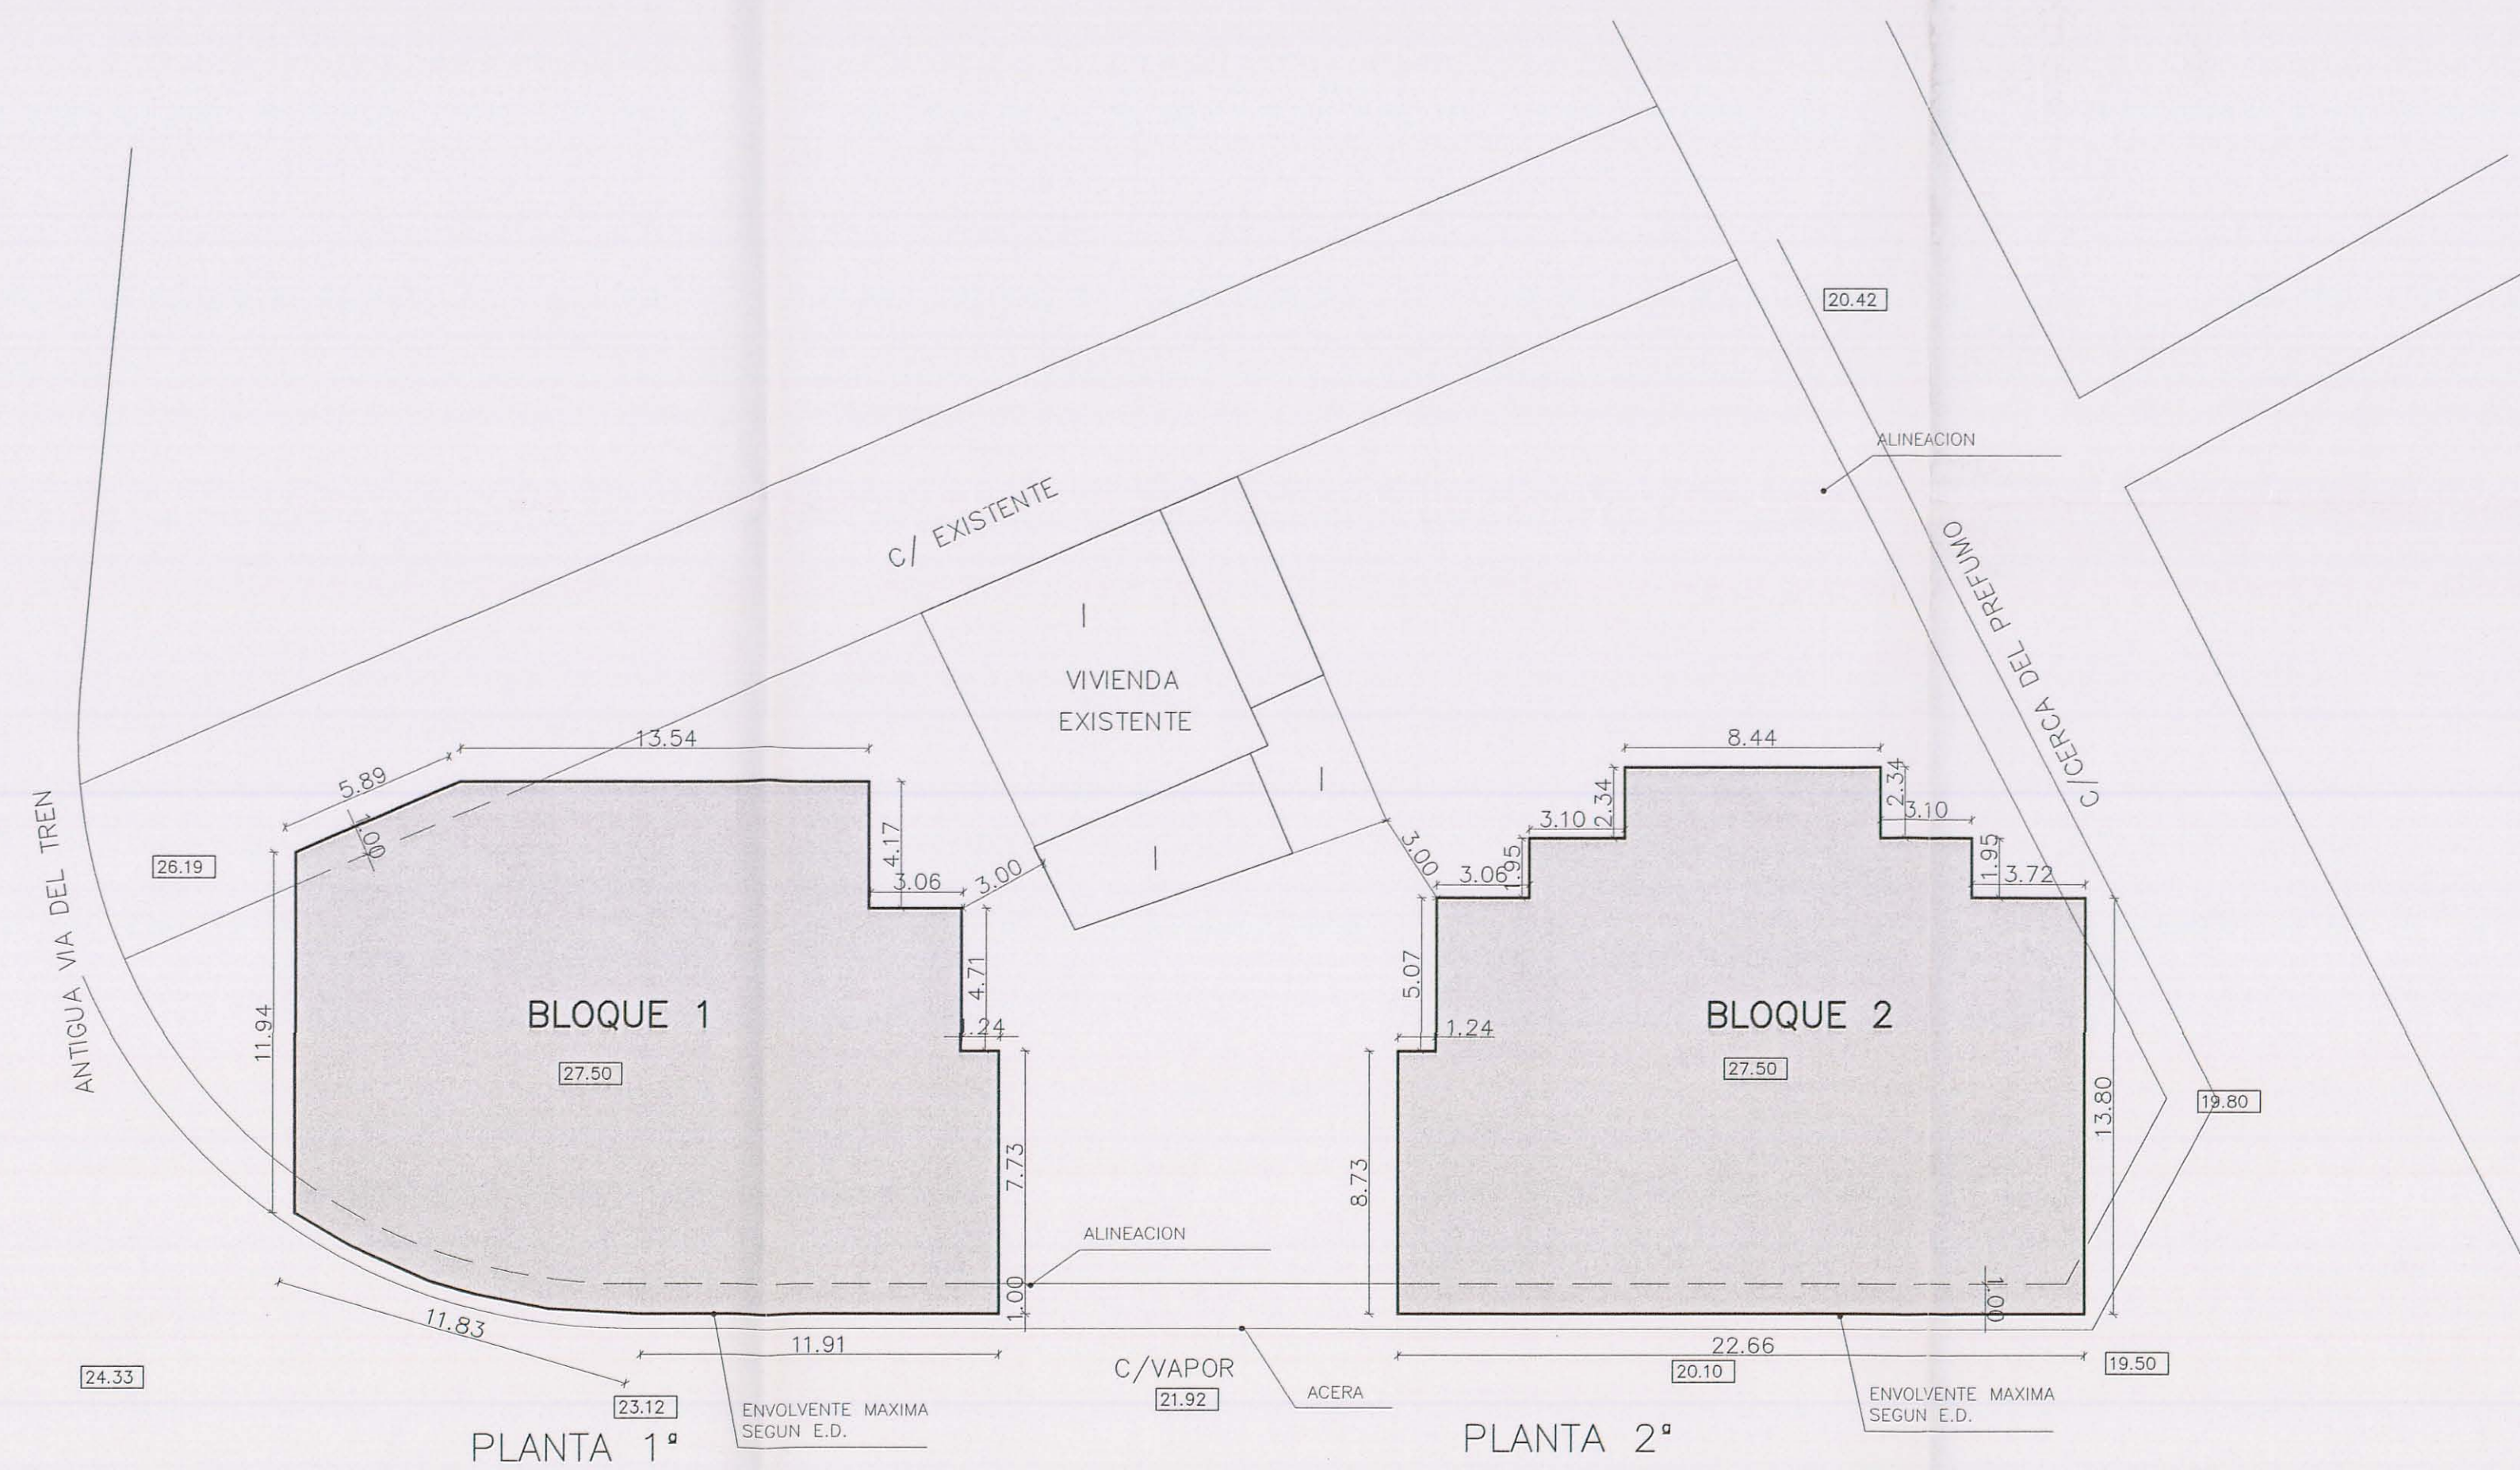 20.42
ALINEACION
C/ EXISTENTE
C/CERCA DEL PREFUMO
I
VIVIENDA
EXISTENTE
I
I
13.54
5.89
1.00
4.17
3.06
3.00
3.00
8.44
2.34
2.34
3.10
3.10
1.95
1.95
3.06
3.72
26.19
ANTIGUA VIA DEL TREN
11.94
BLOQUE 1
27.50
4.71
1.24
7.73
1.00
5.07
1.24
8.73
BLOQUE 2
27.50
13.80
19.80
1.00
ALINEACION
11.83
11.91
22.66
24.33
23.12
C/VAPOR
21.92
ACERA
20.10
19.50
ENVOLVENTE MAXIMA
SEGUN E.D.
ENVOLVENTE MAXIMA
SEGUN E.D.
PLANTA 1ª
PLANTA 2ª